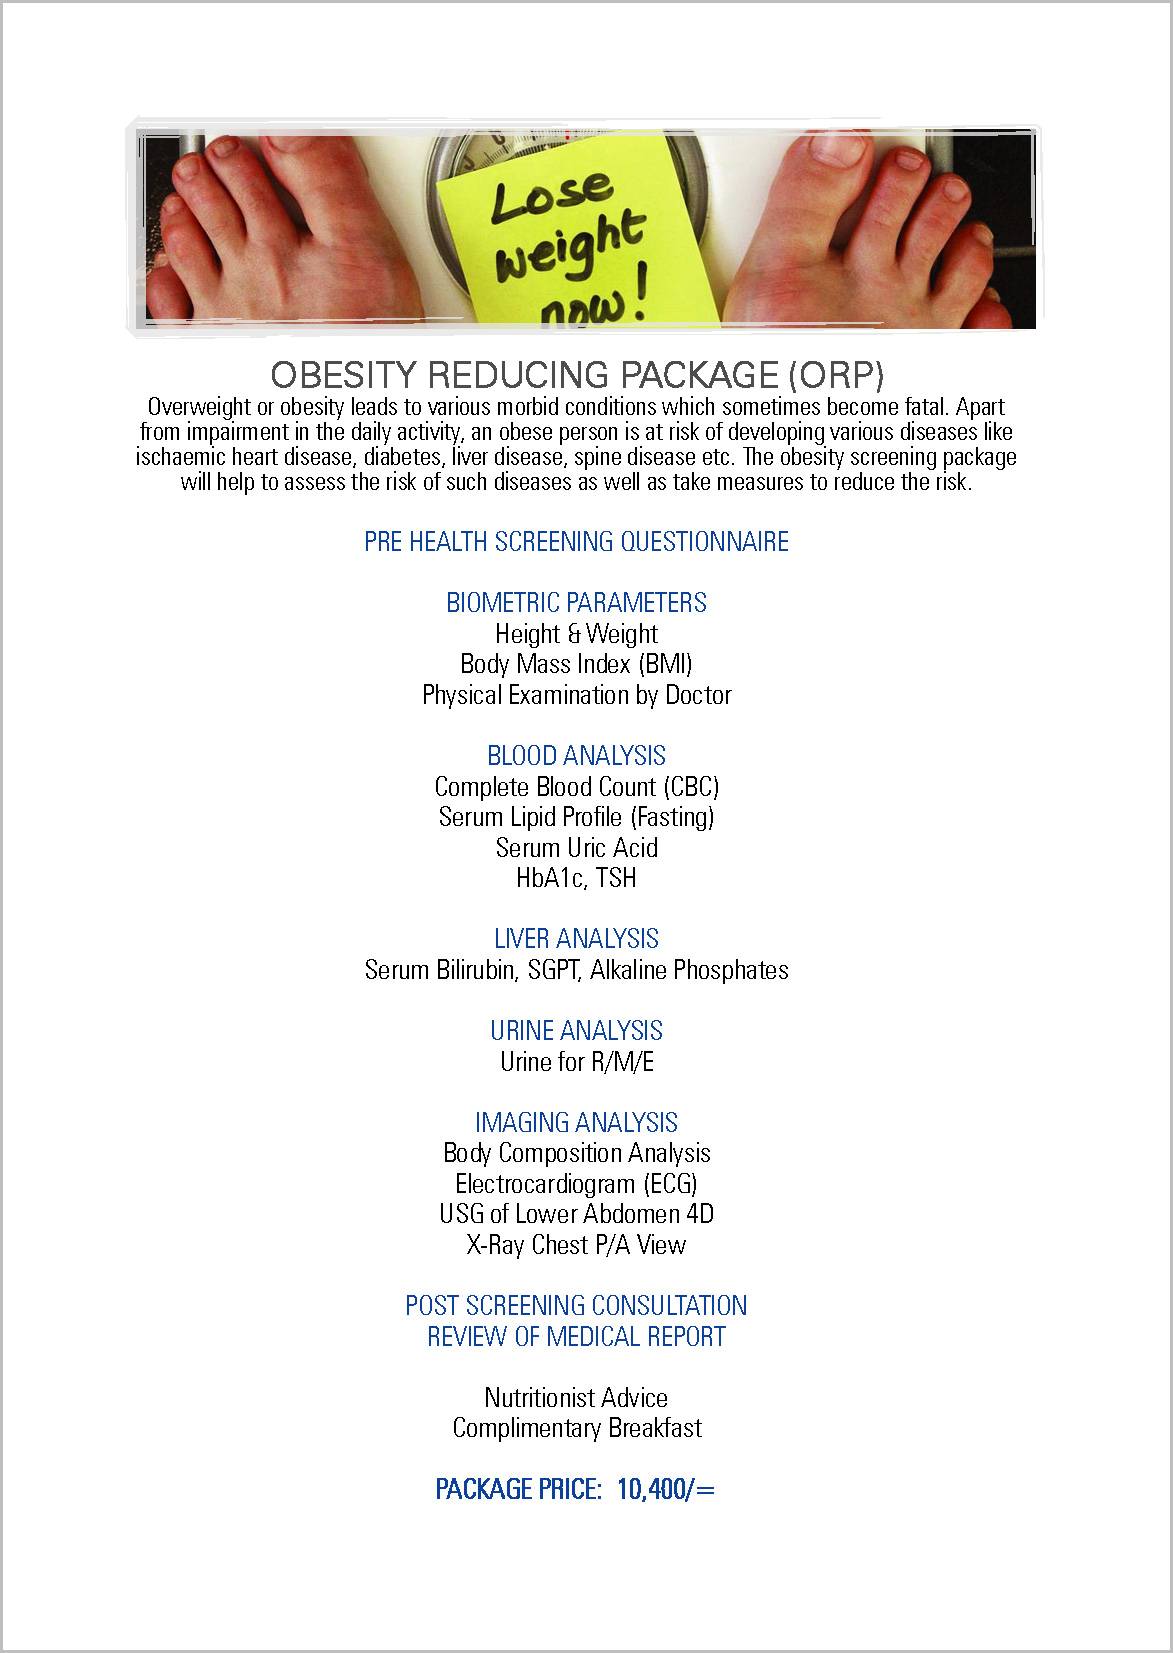 Lose
weight
now!
OBESITY REDUCING PACKAGE (ORP)
Overweight or obesity leads to various morbid conditions which sometimes become fatal. Apart
from impairment in the daily activity, an obese person is at risk of developing various diseases like
ischaemic heart disease, diabetes, liver disease, spine disease etc. The obesity screening package
will help to assess the risk of such diseases as well as take measures to reduce the risk.
PRE HEALTH SCREENING QUESTIONNAIRE
BIOMETRIC PARAMETERS
Height & Weight
Body Mass Index (BMI)
Physical Examination by Doctor
BLOOD ANALYSIS
Complete Blood Count (CBC)
Serum Lipid Profile (Fasting)
Serum Uric Acid
HbA1c, TSH
LIVER ANALYSIS
Serum Bilirubin, SGPT, Alkaline Phosphates
URINE ANALYSIS
Urine for R/M/E
IMAGING ANALYSIS
Body Composition Analysis
Electrocardiogram (ECG)
USG of Lower Abdomen 4D
X-Ray Chest P/A View
POST SCREENING CONSULTATION
REVIEW OF MEDICAL REPORT
Nutritionist Advice
Complimentary Breakfast
PACKAGE PRICE: 10,400/=